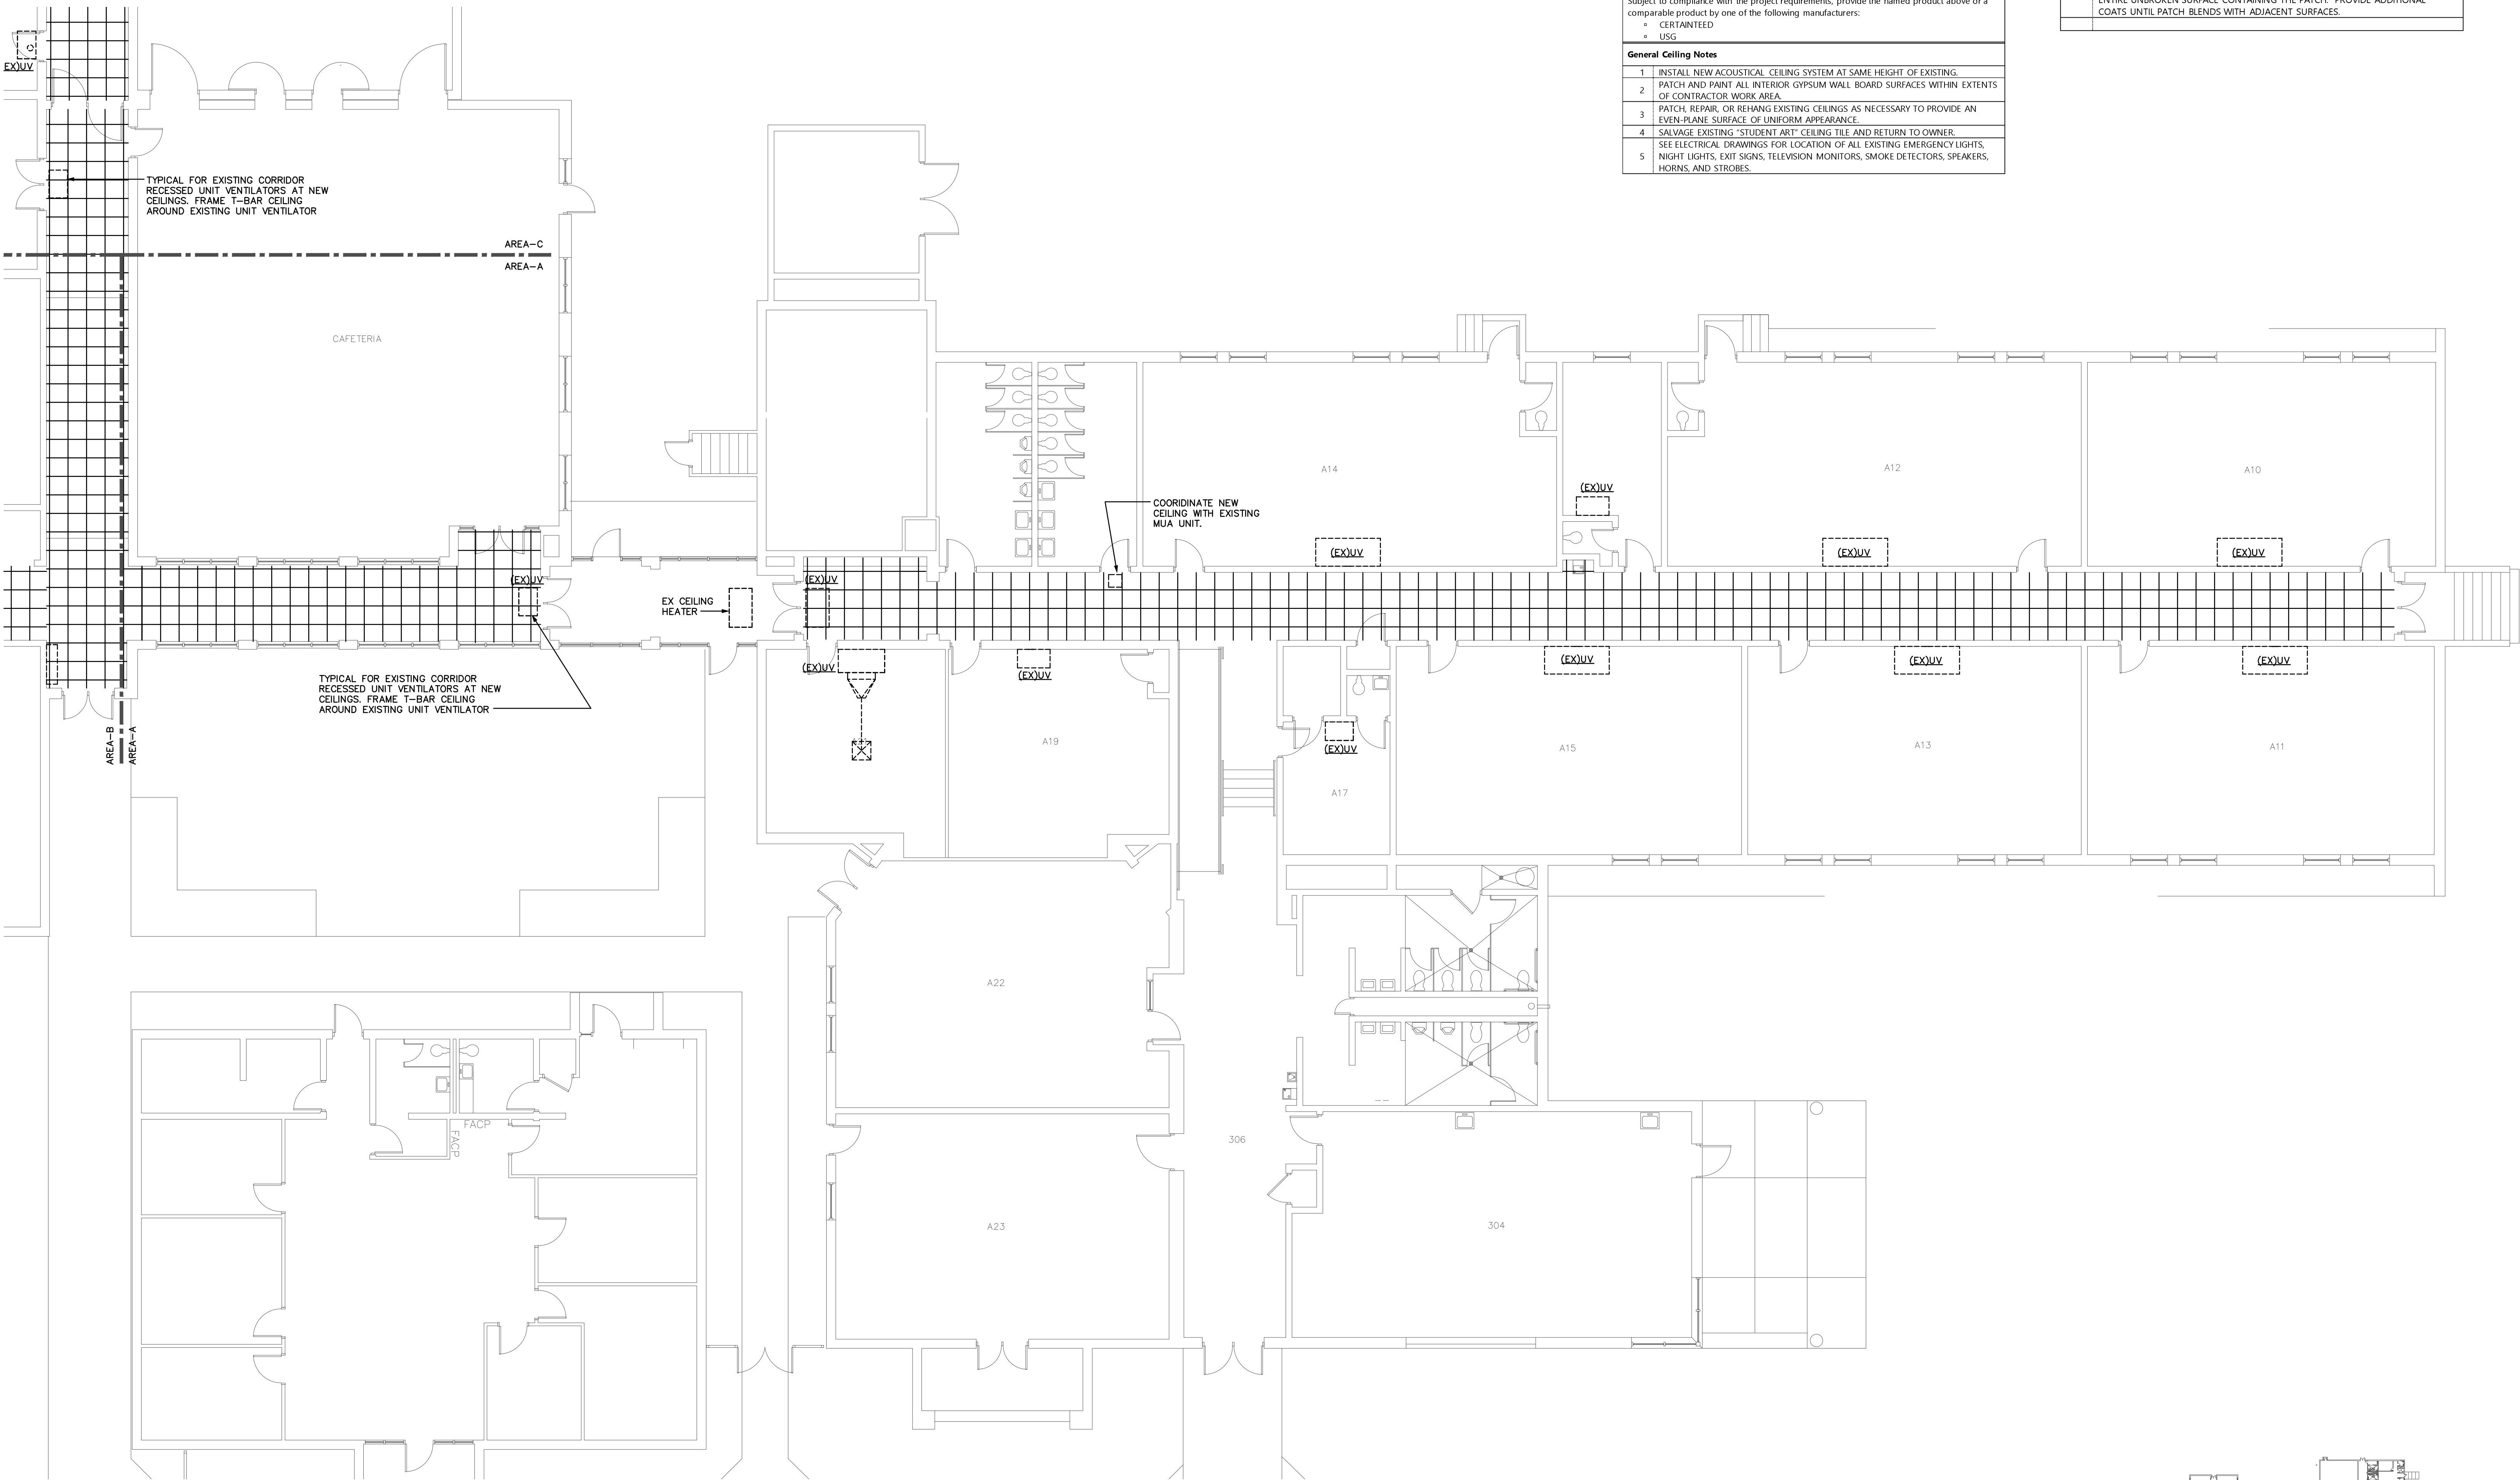 Subject to compliance with the project requirements, provide the named product above or a
comparable product by one of the following manufacturers:
▫ CERTAINTEED
▫ USG
General Ceiling Notes
1 INSTALL NEW ACOUSTICAL CEILING SYSTEM AT SAME HEIGHT OF EXISTING.
2 PATCH AND PAINT ALL INTERIOR GYPSUM WALL BOARD SURFACES WITHIN EXTENTS
OF CONTRACTOR WORK AREA.
3 PATCH, REPAIR, OR REHANG EXISTING CEILINGS AS NECESSARY TO PROVIDE AN
EVEN-PLANE SURFACE OF UNIFORM APPEARANCE.
4 SALVAGE EXISTING "STUDENT ART" CEILING TILE AND RETURN TO OWNER.
5 SEE ELECTRICAL DRAWINGS FOR LOCATION OF ALL EXISTING EMERGENCY LIGHTS,
NIGHT LIGHTS, EXIT SIGNS, TELEVISION MONITORS, SMOKE DETECTORS, SPEAKERS,
HORNS, AND STROBES.
ENTIRE UNBROKEN SURFACE CONTAINING THE PATCH. PROVIDE ADDITIONAL
COATS UNTIL PATCH BLENDS WITH ADJACENT SURFACES.
EX)UV
TYPICAL FOR EXISTING CORRIDOR
RECESSED UNIT VENTILATORS AT NEW
CEILINGS. FRAME T-BAR CEILING
AROUND EXISTING UNIT VENTILATOR
AREA-C
AREA-A
CAFETERIA
A14
A12
A10
(EX)UV
COORIDINATE NEW
CEILING WITH EXISTING
MUA UNIT.
(EX)UV
(EX)UV
(EX)UV
(EX)UV
(EX)UV
EX CEILING
HEATER
(EX)UV
(EX)UV
(EX)UV
(EX)UV
(EX)UV
TYPICAL FOR EXISTING CORRIDOR
RECESSED UNIT VENTILATORS AT NEW
CEILINGS. FRAME T-BAR CEILING
AROUND EXISTING UNIT VENTILATOR
AREA-B
AREA-A
A19
(EX)UV
A15
A13
A11
A17
A22
FACP
FACP
306
A23
304